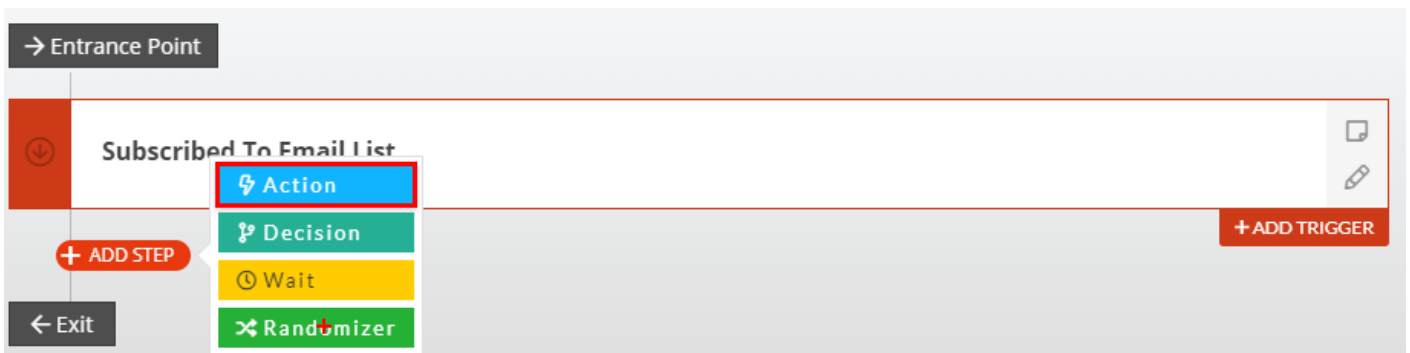 → Entrance Point
Subscribed To Email List
Action
Decision
+ ADD TRIGGER
+ ADD STEP
Wait
← Exit
Randomizer